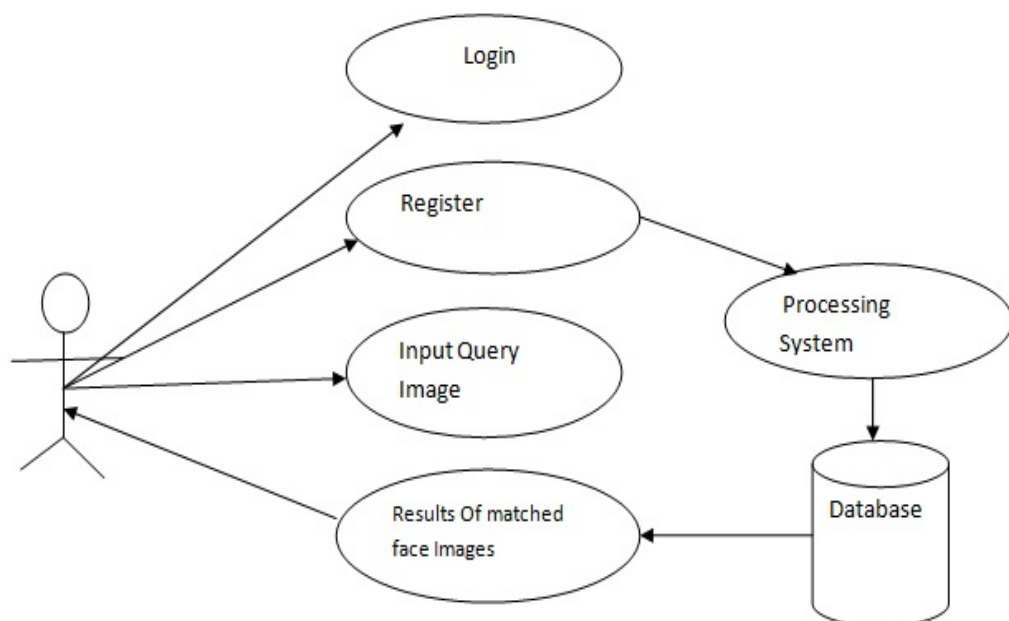 Login
Register
Processing
System
Input Query
Image
Results Of matched
face Images
Database